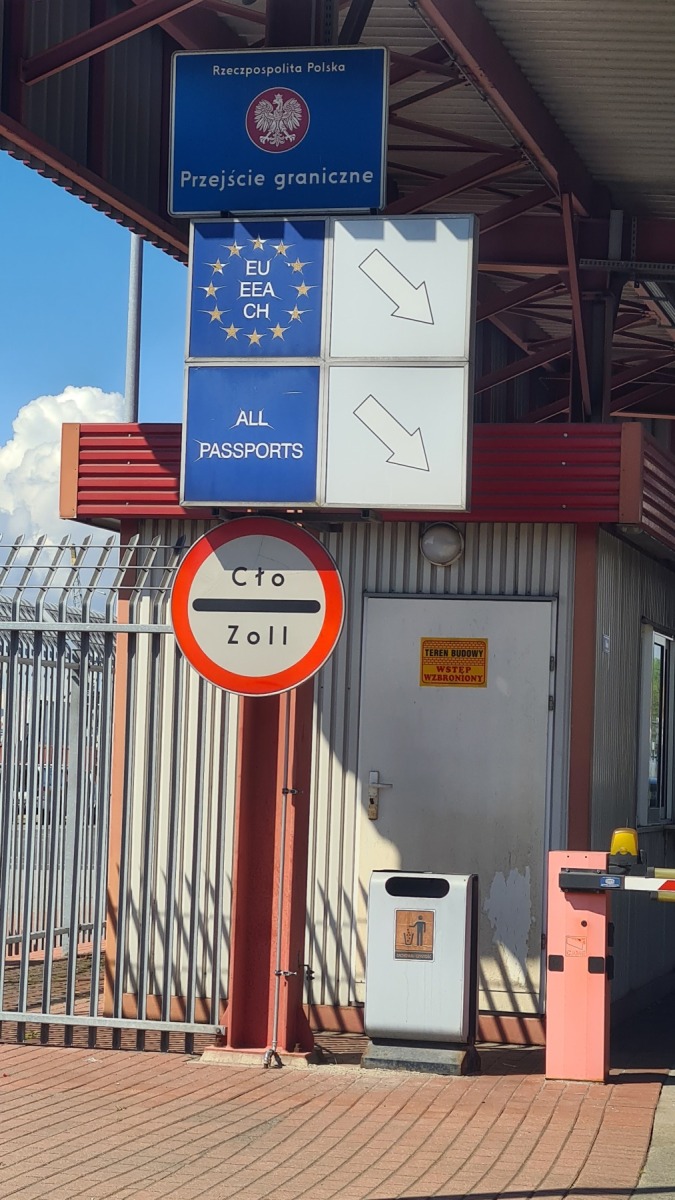 Rzeczpospolita Polska
Przejście graniczne
EU
EEA
CH
ALL
PASSPORTS
Cło
Zoll
TEREN BUDOWY
WSTĘP
WZBRONIONY